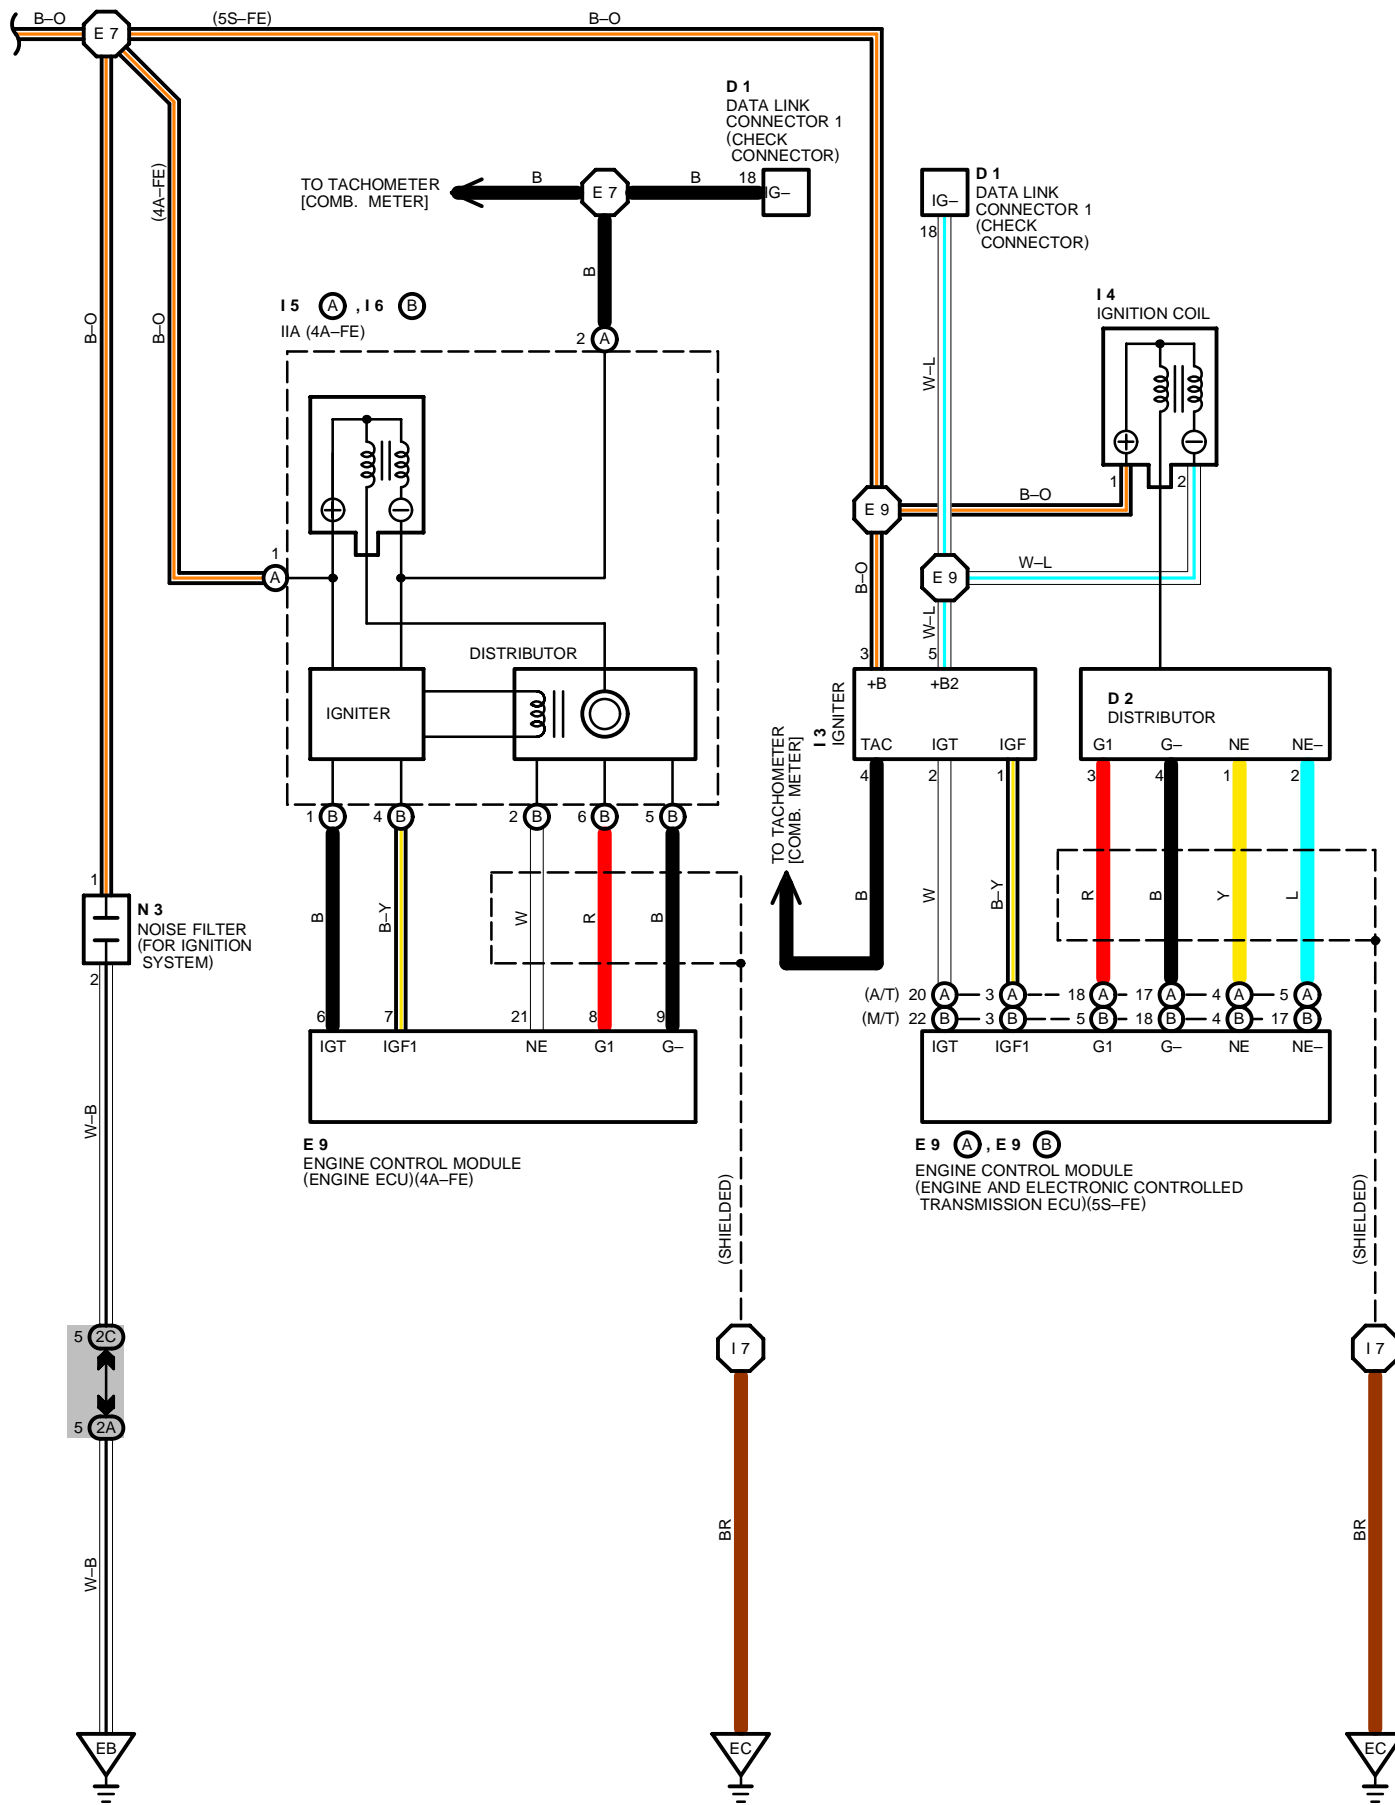 B–O
(5S–FE)
B–O
E 7
(4A–FE)
B–O
B–O
D 1
DATA LINK
CONNECTOR 1
(CHECK
CONNECTOR)
TO TACHOMETER
[COMB. METER]
B
E 7
B
18
IG–
B
D 1
DATA LINK
CONNECTOR 1
(CHECK
CONNECTOR)
IG–
18
W–L
I 5 A , I 6 B
IIA (4A–FE)
2 A
I 4
IGNITION COIL
+ –
1 2
B–O
E 9
W–L
E 9
B–O
W–L
+ –
1
A
DISTRIBUTOR
IGNITER
3 5
+B +B2
I 3
IGNITER
TAC IGT IGF
4 2 1
D 2
DISTRIBUTOR
G1 G– NE NE–
3 4 1 2
TO TACHOMETER
[COMB. METER]
1 B 4 B 2 B 6 B 5 B
B B–Y W R B
B W B–Y R B Y L
1
N 3
NOISE FILTER
(FOR IGNITION
SYSTEM)
2
(A/T) 20 A 3 A 18 A 17 A 4 A 5 A
(M/T) 22 B 3 B 5 B 18 B 4 B 17 B
6 7 21 8 9
IGT IGF1 NE G1 G–
IGT IGF1 G1 G– NE NE–
E 9
ENGINE CONTROL MODULE
(ENGINE ECU)(4A–FE)
E 9 A , E 9 B
ENGINE CONTROL MODULE
(ENGINE AND ELECTRONIC CONTROLLED
TRANSMISSION ECU)(5S–FE)
W–B
(SHIELDED)
(SHIELDED)
5 2C
5 2A
I 7
I 7
W–B
BR
BR
EB
EC
EC